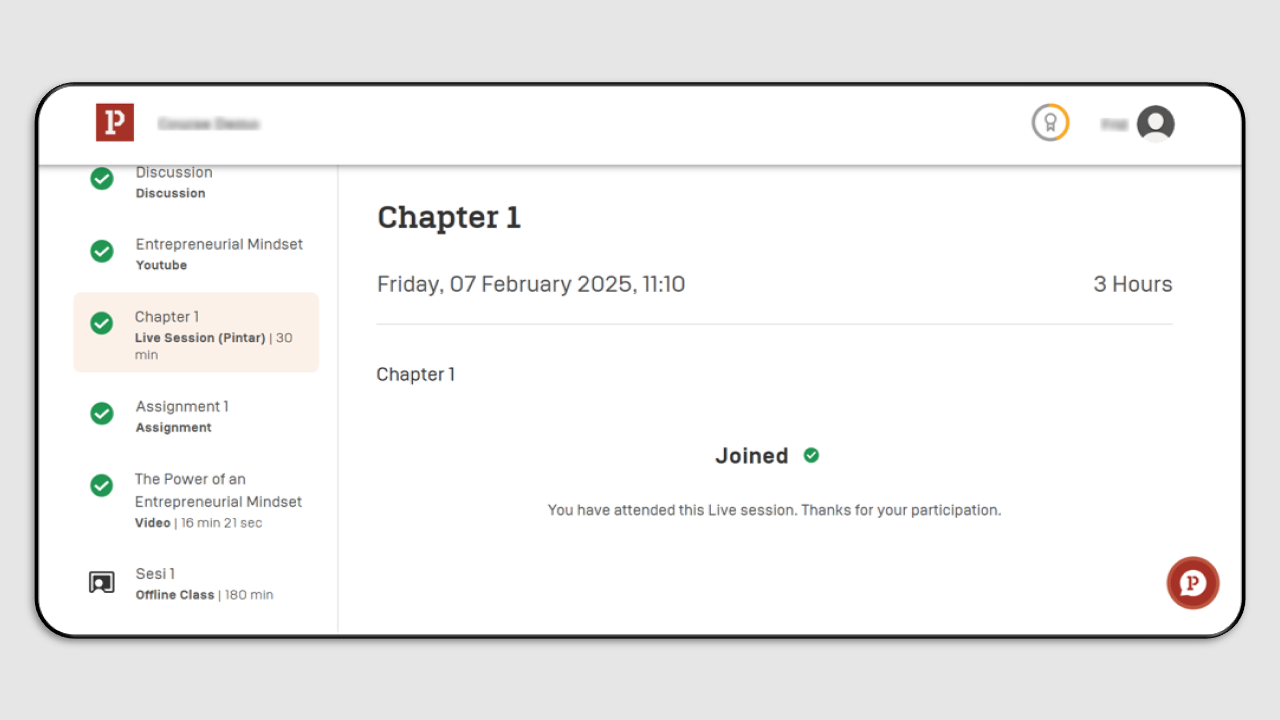 Discussion
Discussion
Entrepreneurial Mindset
Youtube
Chapter 1
Live Session (Pintar) | 30
min
Assignment 1
Assignment
The Power of an
Entrepreneurial Mindset
Video | 16 min 21 sec
Sesi 1
Offline Class | 180 min
Chapter 1
Friday, 07 February 2025, 11:10
3 Hours
Chapter 1
Joined
You have attended this Live session. Thanks for your participation.